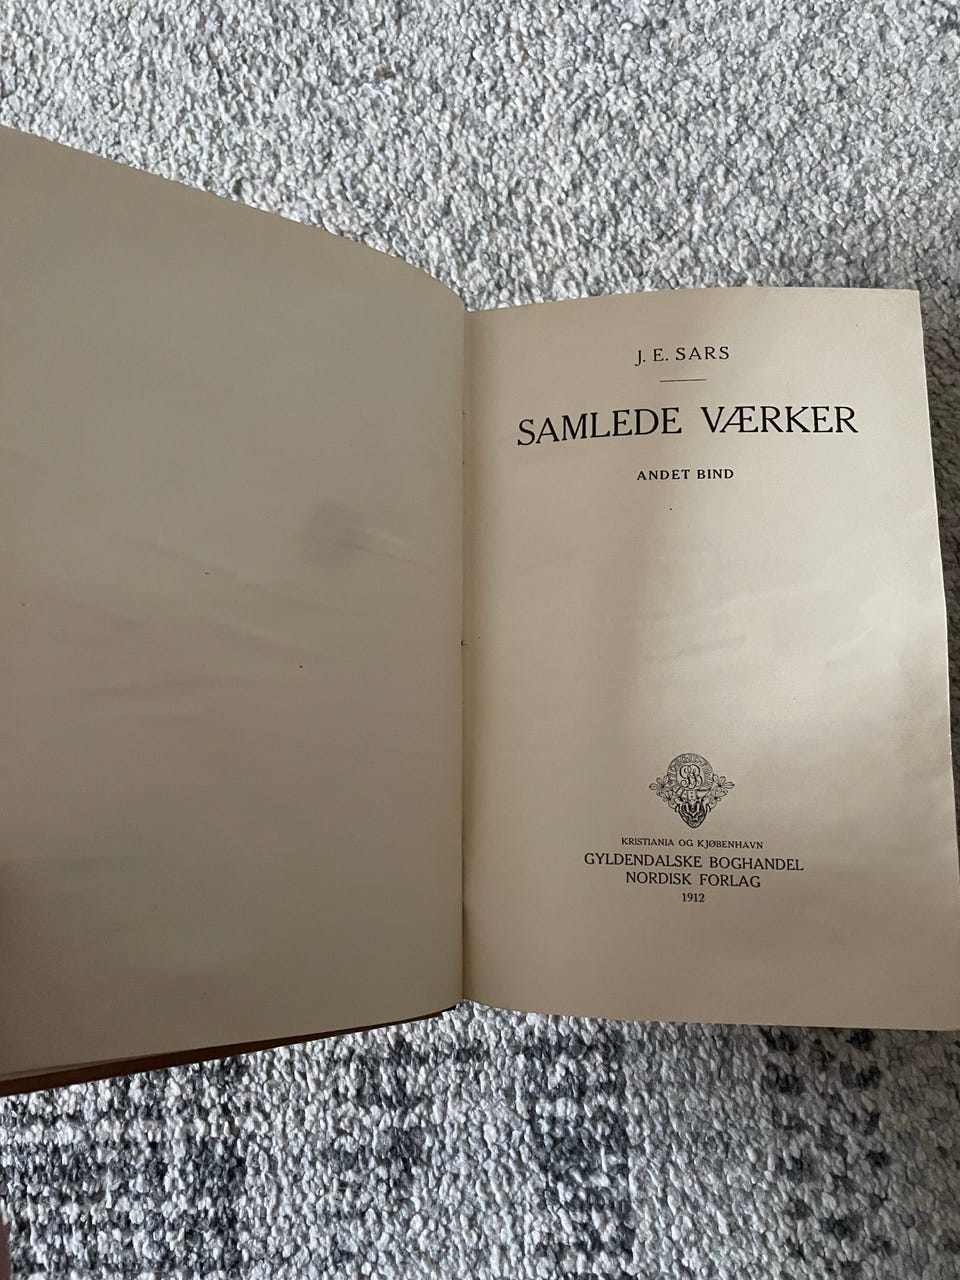 J. E. SARS
SAMLEDE VÆRKER
ANDET BIND
KRISTIANIA OG KJØBENHAVN
GYLDENDALSKE BOGHANDEL
NORDISK FORLAG
1912